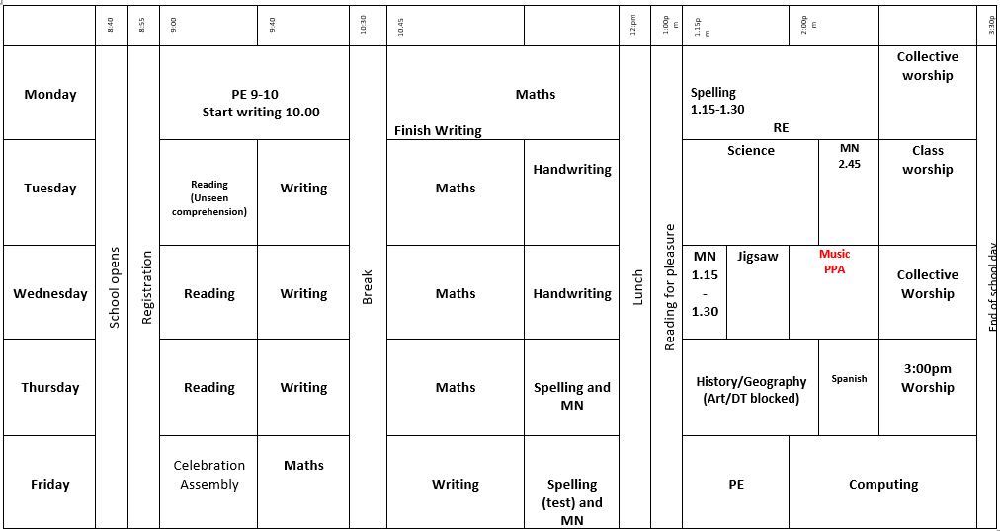 8:40
8:55
9:00
9:40
10:30
10.45
12:pm
1:00p
m
1.15p
m
2:00p
m
3:30p
Monday
PE 9-10
Start writing 10.00
Maths
Finish Writing
Spelling
1.15-1.30
RE
Collective
worship
Tuesday
Reading
(Unseen
comprehension)
Writing
Maths
Handwriting
Science
MN
2.45
Class
worship
School opens
Registration
Break
Lunch
Reading for pleasure
End of school day
Wednesday
Reading
Writing
Maths
Handwriting
MN
1.15
-
1.30
Jigsaw
Music
PPA
Collective
Worship
Thursday
Reading
Writing
Maths
Spelling and
MN
History/Geography
(Art/DT blocked)
Spanish
3:00pm
Worship
Friday
Celebration
Assembly
Maths
Writing
Spelling
(test) and
MN
PE
Computing